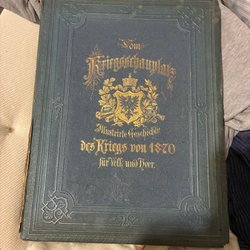 Vom
Kriegsschauplatz
Illustrirte Geschichte
des Kriegs von 1870
für Volk und Heer.